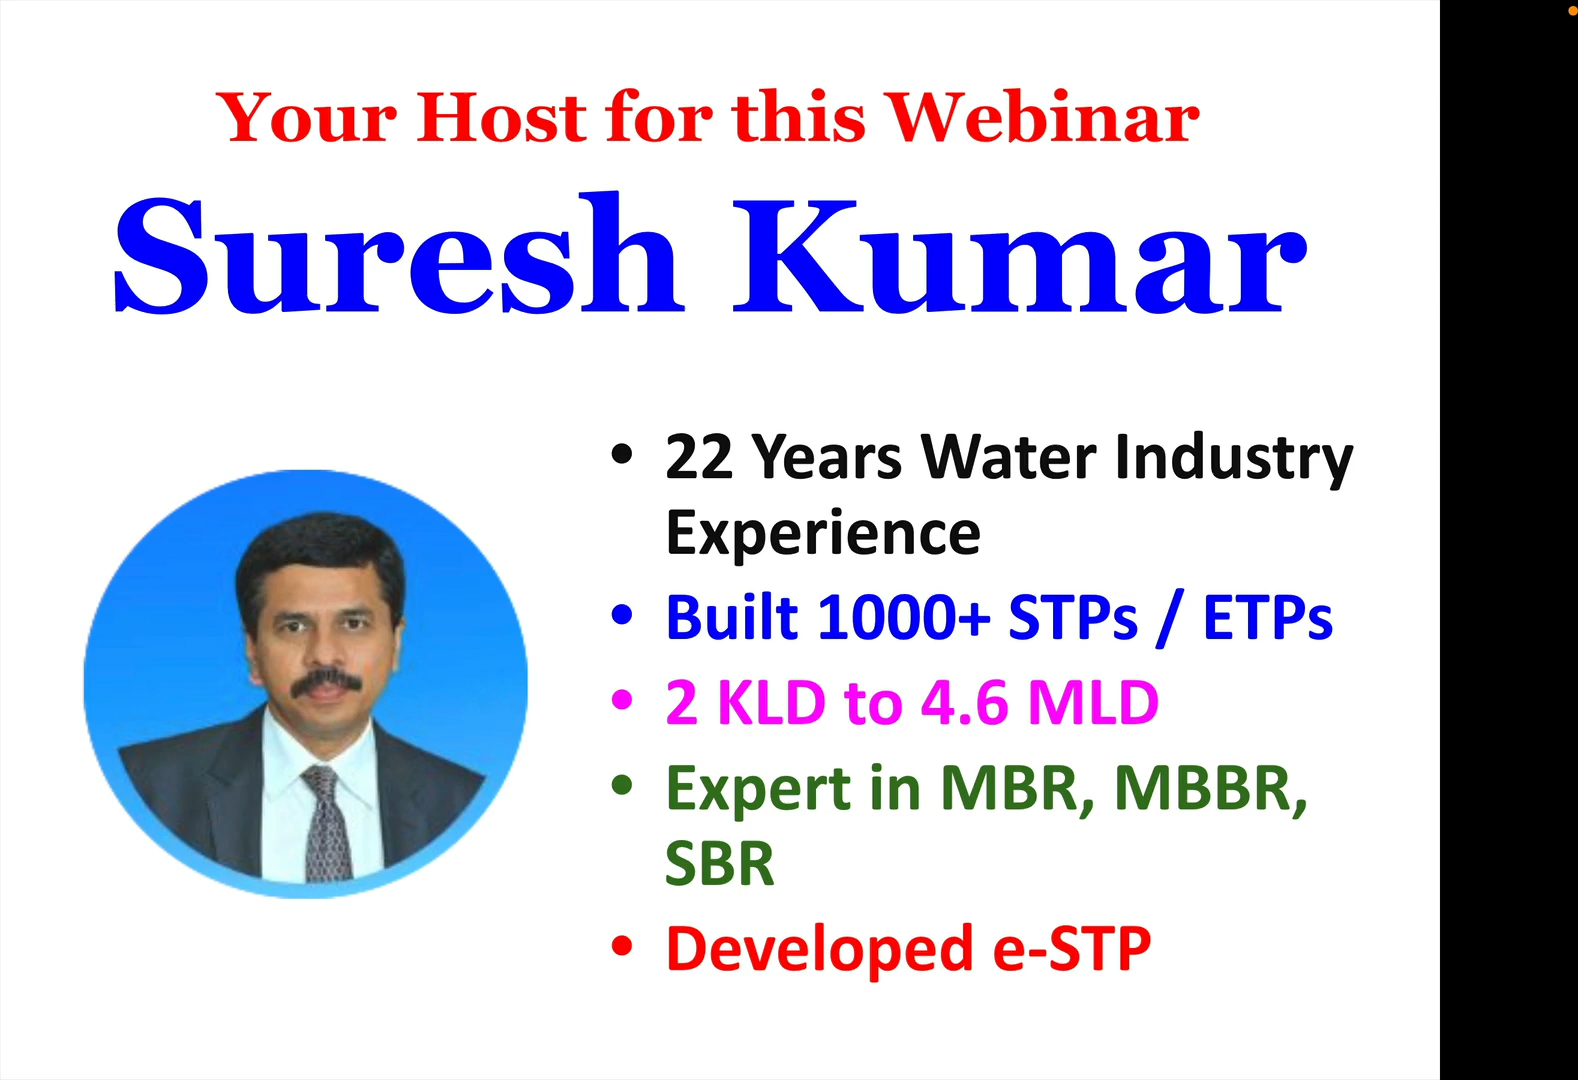 Your Host for this Webinar
Suresh Kumar
• 22 Years Water Industry
Experience
• Built 1000+ STPs / ETPs
• 2 KLD to 4.6 MLD
• Expert in MBR, MBBR,
SBR
• Developed e-STP